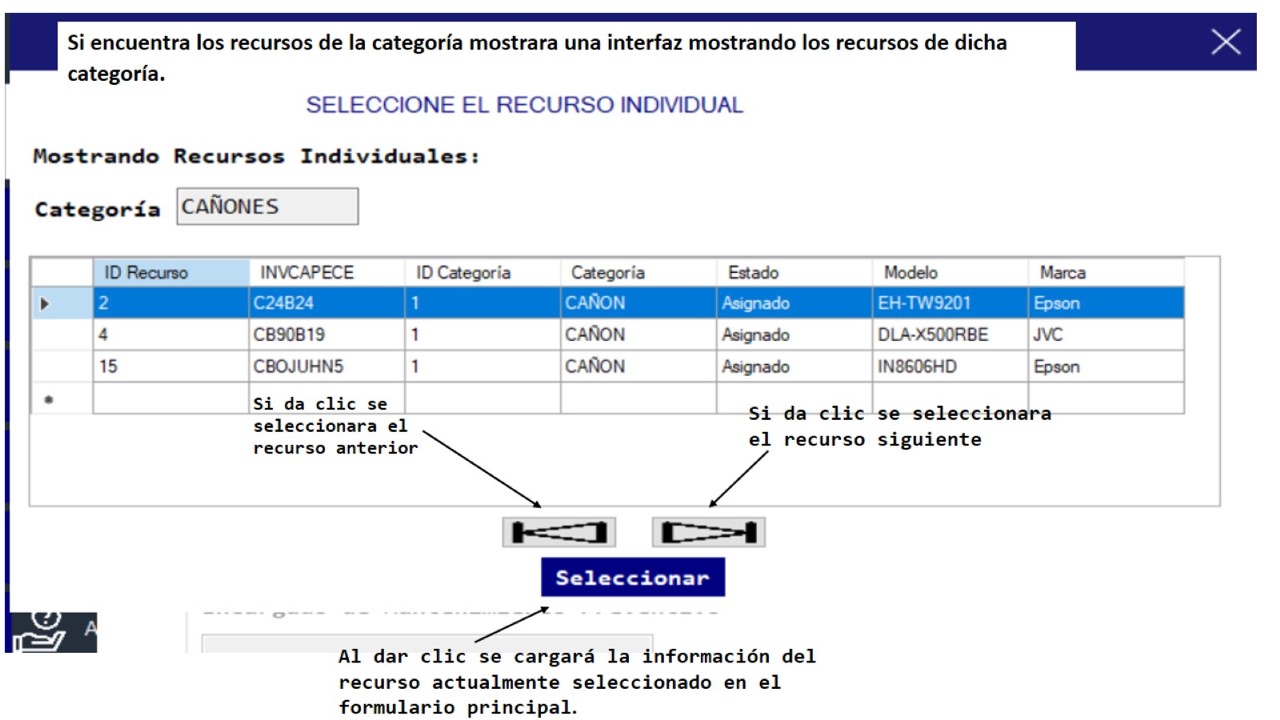 Si encuentra los recursos de la categoría mostrara una interfaz mostrando los recursos de dicha
categoría.
SELECCIONE EL RECURSO INDIVIDUAL
Mostrando Recursos Individuales:
Categoría CAÑONES
ID Recurso INVCAPECE ID Categoría Categoría Estado Modelo Marca
2 C24B24 1 CAÑON Asignado EH-TW9201 Epson
4 CB90B19 1 CAÑON Asignado DLA-X500RBE JVC
15 CBOJUHN5 1 CAÑON Asignado IN8606HD Epson
Si da clic se
seleccionara el
recurso anterior
Si da clic se seleccionara
el recurso siguiente
Seleccionar
A
Al dar clic se cargará la información del
recurso actualmente seleccionado en el
formulario principal.